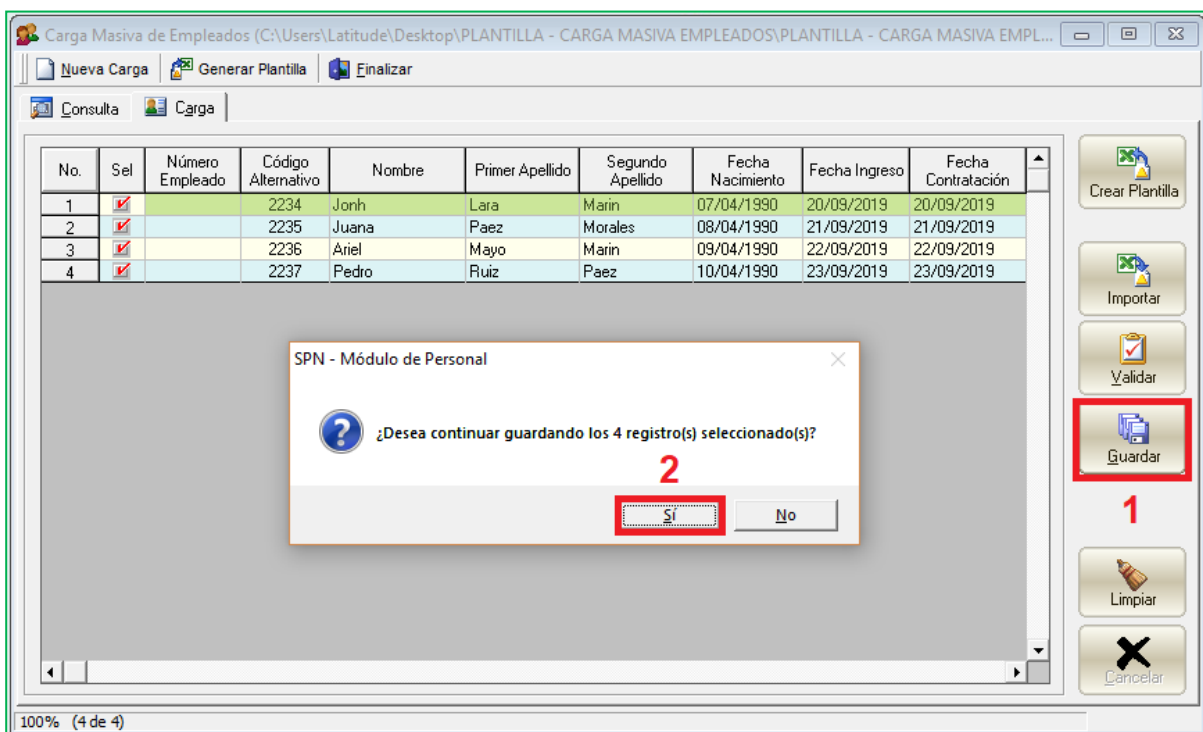 Carga Masiva de Empleados (C:\Users\Latitude\Desktop\PLANTILLA - CARGA MASIVA EMPLEADOS\PLANTILLA - CARGA MASIVA EMPL...
Nueva Carga Generar Plantilla Finalizar
Consulta Carga
No. Sel Número Empleado Código Alternativo Nombre Primer Apellido Segundo Apellido Fecha Nacimiento Fecha Ingreso Fecha Contratación
1 2234 Jonh Lara Marin 07/04/1990 20/09/2019 20/09/2019
2 2235 Juana Paez Morales 08/04/1990 21/09/2019 21/09/2019
3 2236 Ariel Mayo Marin 09/04/1990 22/09/2019 22/09/2019
4 2237 Pedro Ruiz Paez 10/04/1990 23/09/2019 23/09/2019
Crear Plantilla
Importar
Validar
Guardar
1
Limpiar
Cancelar
SPN - Módulo de Personal
¿Desea continuar guardando los 4 registro(s) seleccionado(s)?
2
Sí No
100% (4 de 4)